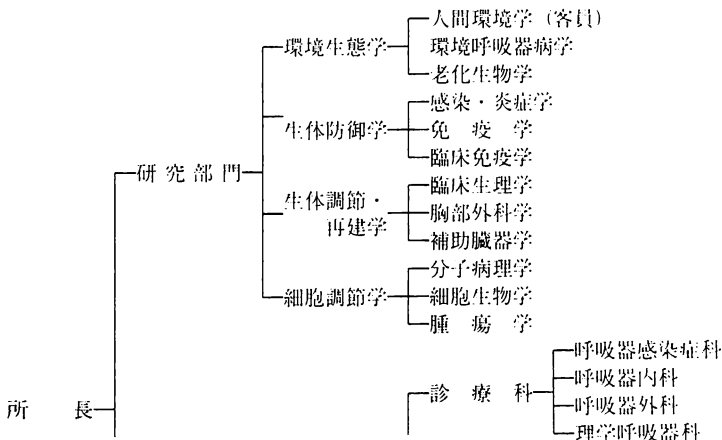 人間環境学（客員）
環境生態学
環境呼吸器病学
老化生物学
感染・炎症学
生体防御学
免疫学
臨床免疫学
研究部門
臨床生理学
生体調節・
再建学
胸部外科学
補助臓器学
分子病理学
細胞調節学
細胞生物学
腫瘍学
呼吸器感染症科
呼吸器内科
診療科
所長
呼吸器外科
理学呼吸器科